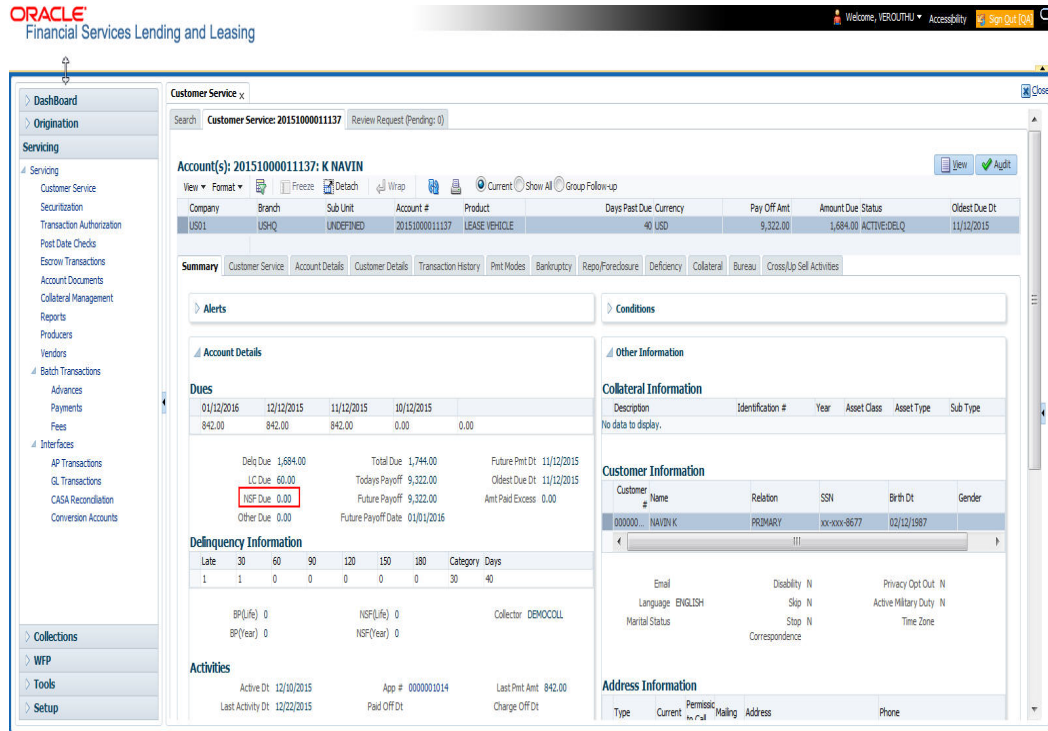 ORACLE'
Financial Services Lending and Leasing
Welcome, VEROUTHU Accessibility Sign Out [QA]
DashBoard
Origination
Servicing
Servicing
Customer Service
Securitization
Transaction Authorization
Post Date Checks
Escrow Transactions
Account Documents
Collateral Management
Reports
Producers
Vendors
Batch Transactions
Advances
Payments
Fees
Interfaces
AP Transactions
GL Transactions
CASA Reconciliation
Conversion Accounts
Collections
WFP
Tools
Setup
Customer Service X
Close
Search Customer Service: 20151000011137 Review Request (Pending: 0)
Account(s): 20151000011137: K NAVIN
View Audit
View Format Freeze Detach Wrap Current Show All Group Follow-up
Company Branch Sub Unit Account # Product Days Past Due Currency Pay Off Amt Amount Due Status Oldest Due Dt
US01 USHQ UNDEFINED 20151000011137 LEASE VEHICLE 40 USD 9,322.00 1,684.00 ACTIVE:DELQ 11/12/2015
Summary Customer Service Account Details Customer Details Transaction History Pmt Modes Bankruptcy Repo/Foreclosure Deficiency Collateral Bureau Cross/Up Sell Activities
Alerts
Account Details
Dues
01/12/2016 12/12/2015 11/12/2015 10/12/2015
842.00 842.00 842.00 0.00 0.00
Delq Due 1,684.00 Total Due 1,744.00 Future Pmt Dt 11/12/2015
LC Due 60.00 Todays Payoff 9,322.00 Oldest Due Dt 11/12/2015
NSF Due 0.00 Future Payoff 9,322.00 Amt Paid Excess 0.00
Other Due 0.00 Future Payoff Date 01/01/2016
Delinquency Information
Late 30 60 90 120 150 180 Category Days
1 1 0 0 0 0 0 30 40
BP(Life) 0 NSF(Life) 0 Collector DEMOCOLL
BP(Year) 0 NSF(Year) 0
Activities
Active Dt 12/10/2015 App # 0000001014 Last Pmt Amt 842.00
Last Activity Dt 12/22/2015 Paid Off Dt Charge Off Dt
Conditions
Other Information
Collateral Information
Description Identification # Year Asset Class Asset Type Sub Type
No data to display.
Customer Information
Customer # Name Relation SSN Birth Dt Gender
000000... NAVIN K PRIMARY xx-xxx-8677 02/12/1987
Email Disability N Privacy Opt Out N
Language ENGLISH Skip N Active Military Duty N
Marital Status Stop Correspondence N Time Zone
Address Information
Type Current Permissic to Call Mailing Address Phone